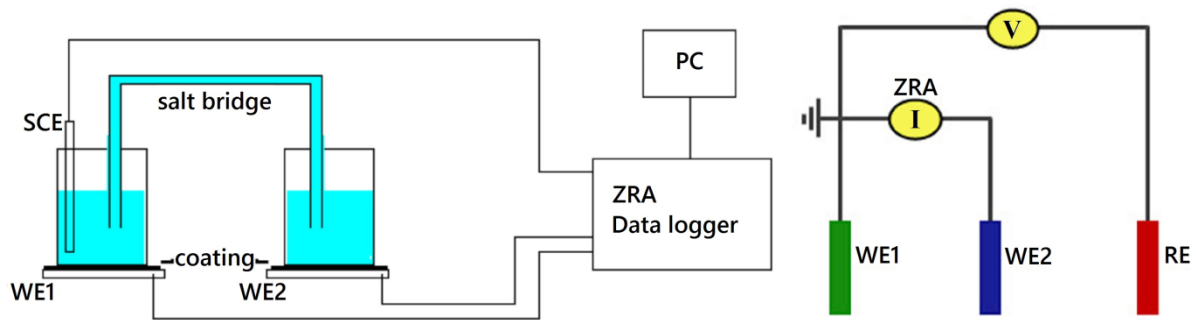 SCE
salt bridge
PC
ZRA
Data logger
coating
WE1
WE2
V
ZRA
I
WE1
WE2
RE